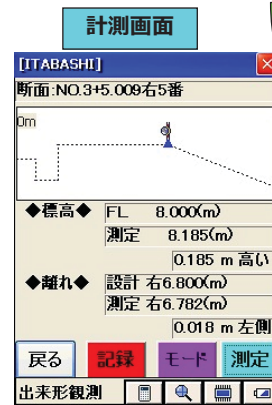 計測画面
[ITABASHI]
断面:NO.3+5.009右5番
0m
◆標高◆ FL 8.000(m)
測定 8.185(m)
0.185 m 高い
◆離れ◆ 設計 右6.800(m)
測定 右6.782(m)
0.018 m 左側
戻る 記録 モード 測定
出来形観測